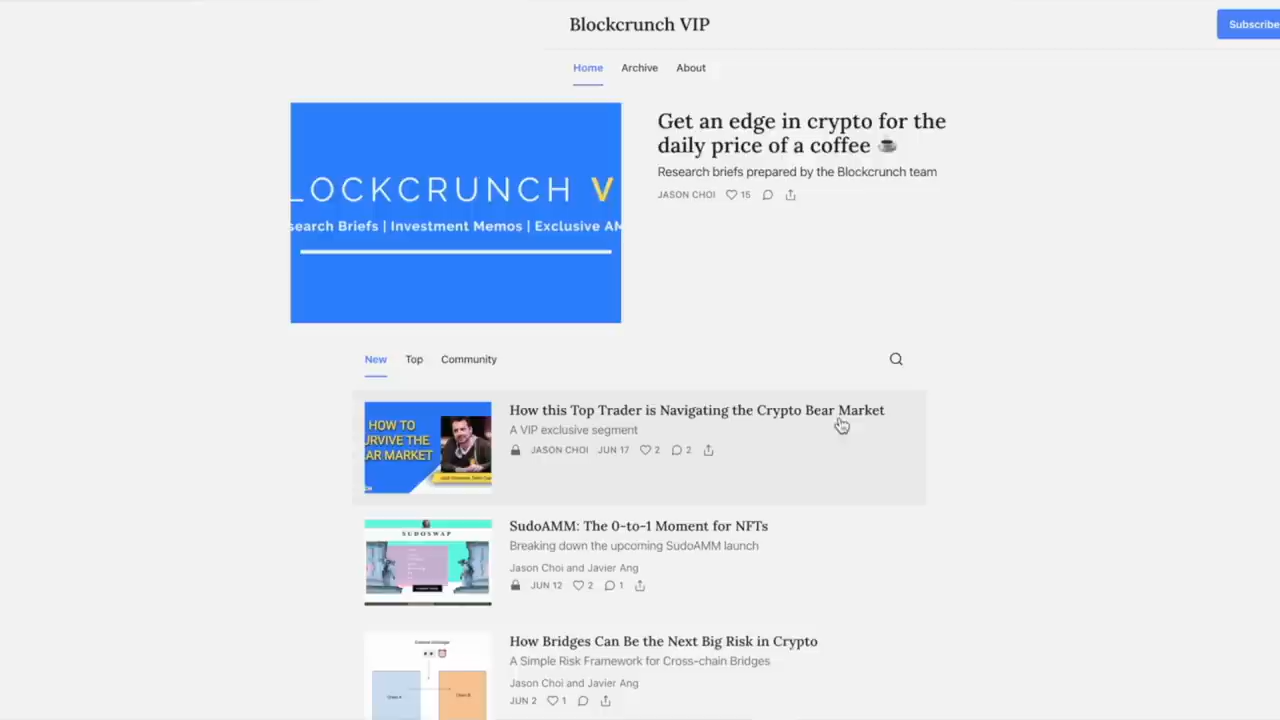 Blockcrunch VIP
Subscribe
Home
Archive
About
LOCKCRUNCH V
search Briefs | Investment Memos | Exclusive AM
Get an edge in crypto for the
daily price of a coffee ☕
Research briefs prepared by the Blockcrunch team
JASON CHOI
15
New
Top
Community
HOW TO
URVIVE THE
AR MARKET
How this Top Trader is Navigating the Crypto Bear Market
A VIP exclusive segment
JASON CHOI
JUN 17
2
2
SUDOSWAP
SudoAMM: The 0-to-1 Moment for NFTs
Breaking down the upcoming SudoAMM launch
Jason Choi and Javier Ang
JUN 12
2
1
Chain A
Chain B
How Bridges Can Be the Next Big Risk in Crypto
A Simple Risk Framework for Cross-chain Bridges
Jason Choi and Javier Ang
JUN 2
1